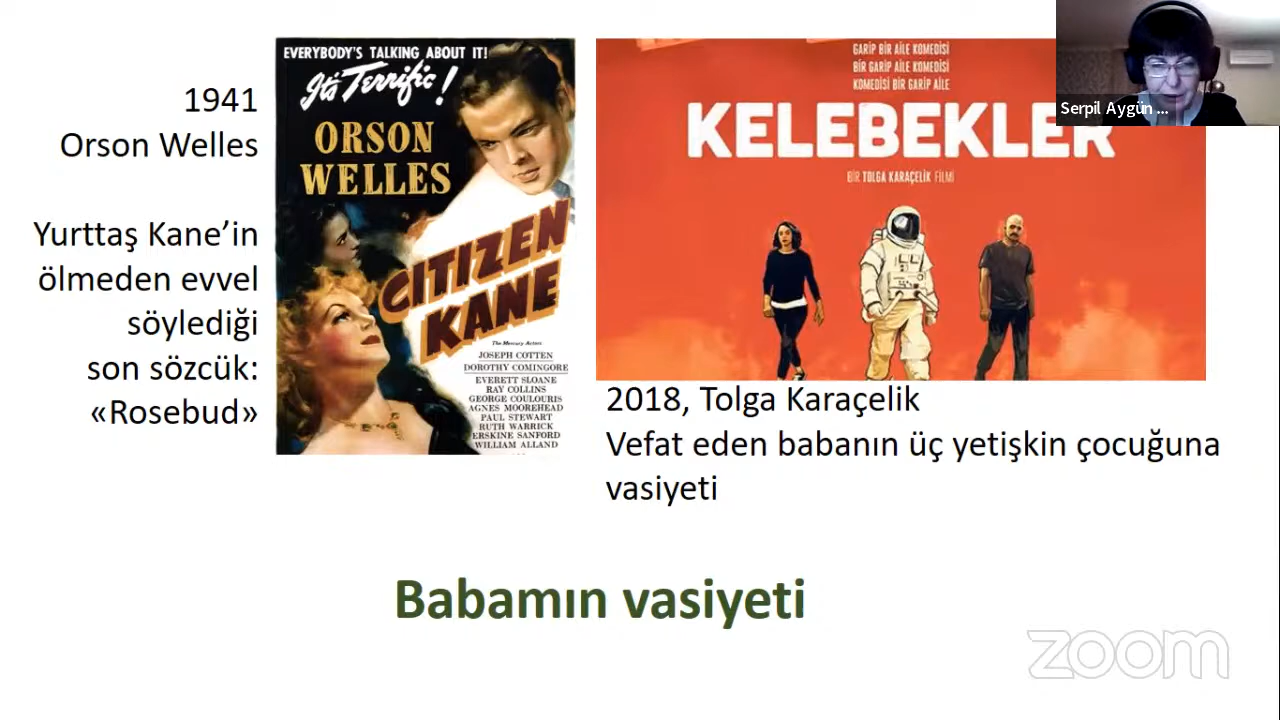 1941
Orson Welles
Yurttaş Kane’in
ölmeden evvel
söylediği
son sözcük:
«Rosebud»
EVERYBODY'S TALKING ABOUT IT!
It's Terrific!
ORSON
WELLES
CITIZEN
KANE
The Mercury Actors
JOSEPH COTTEN
DOROTHY COMINGORE
EVERETT SLOANE
RAY COLLINS
GEORGE COULOURIS
AGNES MOOREHEAD
PAUL STEWART
RUTH WARRICK
ERSKINE SANFORD
WILLIAM ALLAND
GARİP BİR AİLE KOMEDİSİ
BİR GARİP AİLE KOMEDİSİ
KOMEDİSİ BİR GARİP AİLE
KELEBEKLER
BİR TOLGA KARAÇELİK FİLMİ
Serpil Aygün ...
2018, Tolga Karaçelik
Vefat eden babanın üç yetişkin çocuğuna
vasiyeti
Babamın vasiyeti
zoom